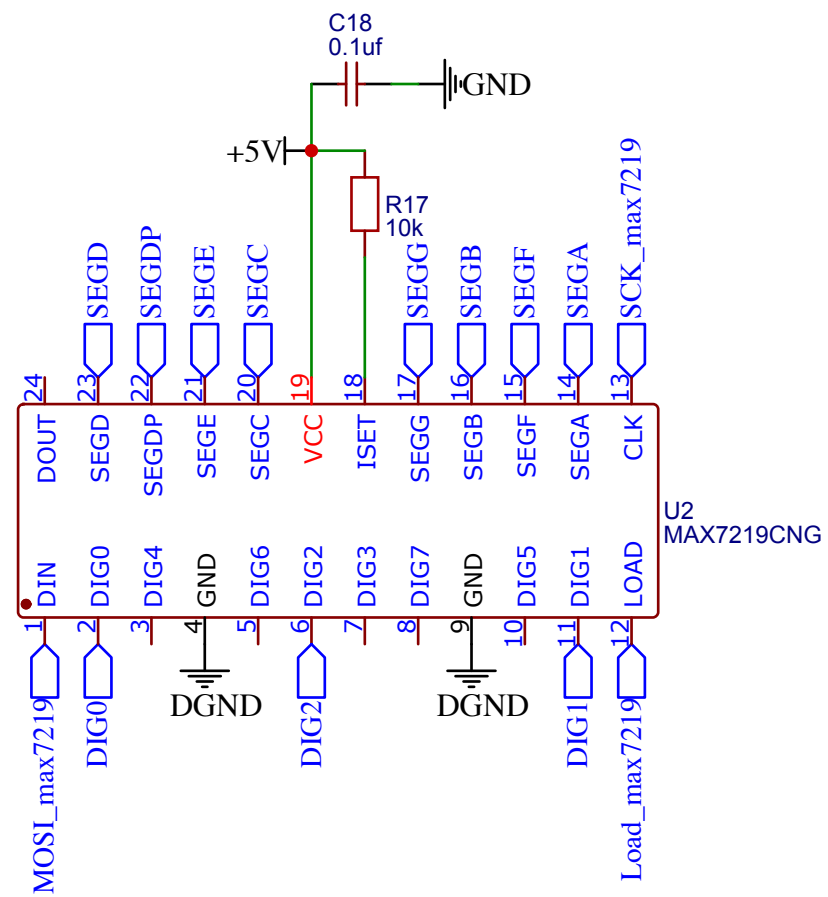 C18
0.1uf
GND
+5V
R17
10k
SEGD
SEGDP
SEGE
SEGC
SEGG
SEGB
SEGF
SEGA
SCK_max7219
24
23
22
21
20
19
18
17
16
15
14
13
DOUT
SEGD
SEGDP
SEGE
SEGC
VCC
ISET
SEGG
SEGB
SEGF
SEGA
CLK
U2
MAX7219CNG
DIN
DIG0
DIG4
GND
DIG6
DIG2
DIG3
DIG7
GND
DIG5
DIG1
LOAD
1
2
3
4
5
6
7
8
9
10
11
12
MOSI_max7219
DIG0
DGND
DIG2
DGND
DIG1
Load_max7219